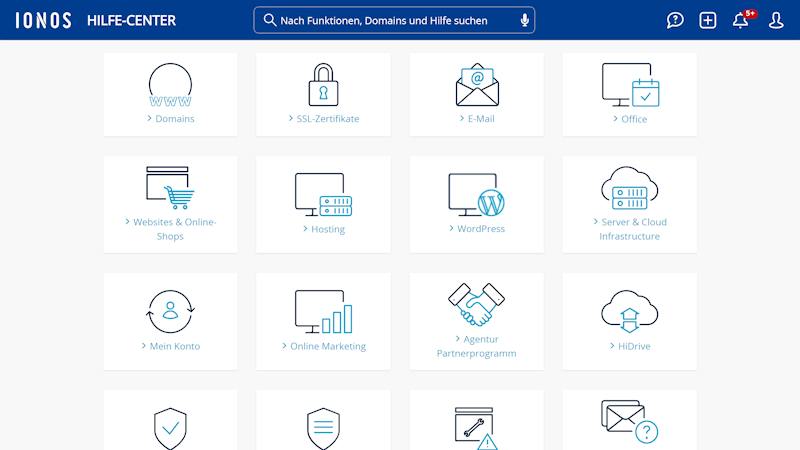 IONOS HILFE-CENTER
Nach Funktionen, Domains und Hilfe suchen
5+
www
Domains
SSL-Zertifikate
@
E-Mail
Office
Websites & Online-
Shops
Hosting
WordPress
Server & Cloud
Infrastructure
Mein Konto
Online Marketing
Agentur
Partnerprogramm
HiDrive